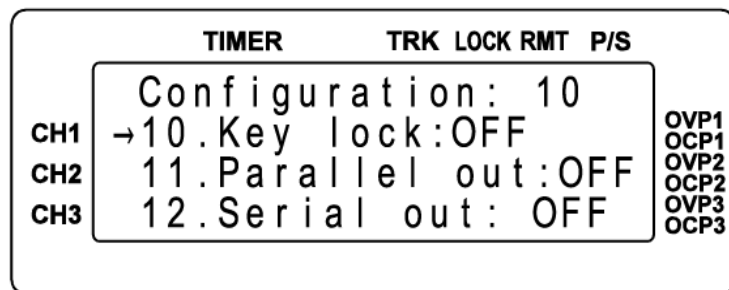 TIMER TRK LOCK RMT P/S
Configuration: 10
CH1 →10.Key lock:OFF OVP1 OCP1
CH2 11.Parallel out:OFF OVP2 OCP2
CH3 12.Serial out: OFF OVP3 OCP3